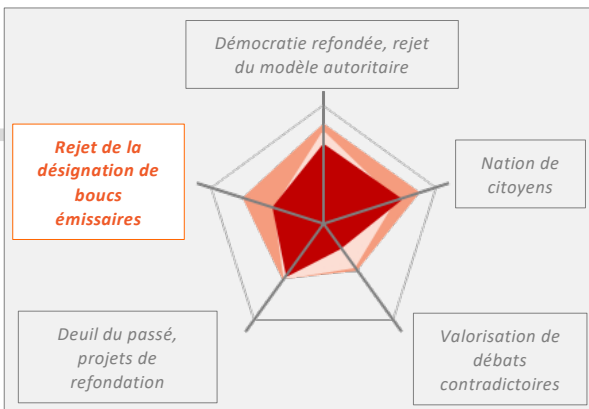 Démocratie refondée, rejet
du modèle autoritaire
Rejet de la
désignation de
boucs
émissaires
Nation de
citoyens
Deuil du passé,
projets de
refondation
Valorisation de
débats
contradictoires